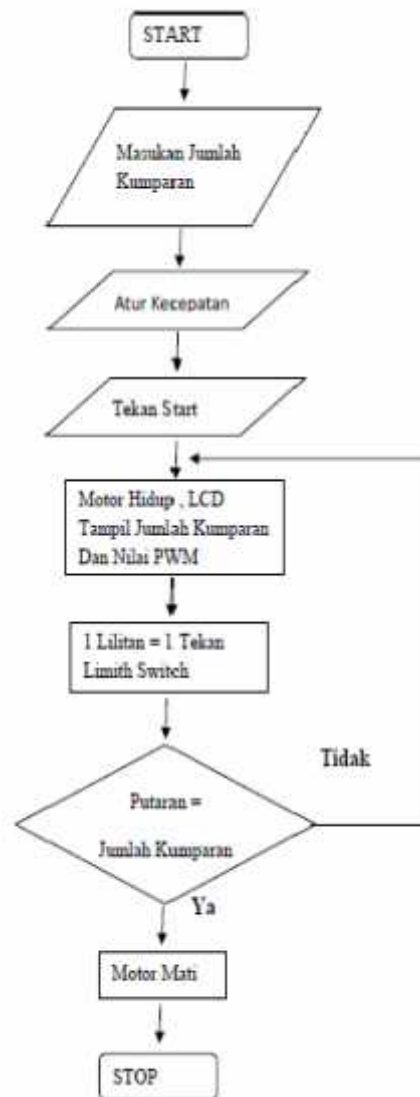 START
Masukan Jumlah
Kumparan
Atur Kecepatan
Tekan Start
Motor Hidup , LCD
Tampil Jumlah Kumparan
Dan Nilai PWM
1 Lilitan = 1 Tekan
Limith Switch
Tidak
Putaran =
Jumlah Kumparan
Ya
Motor Mati
STOP